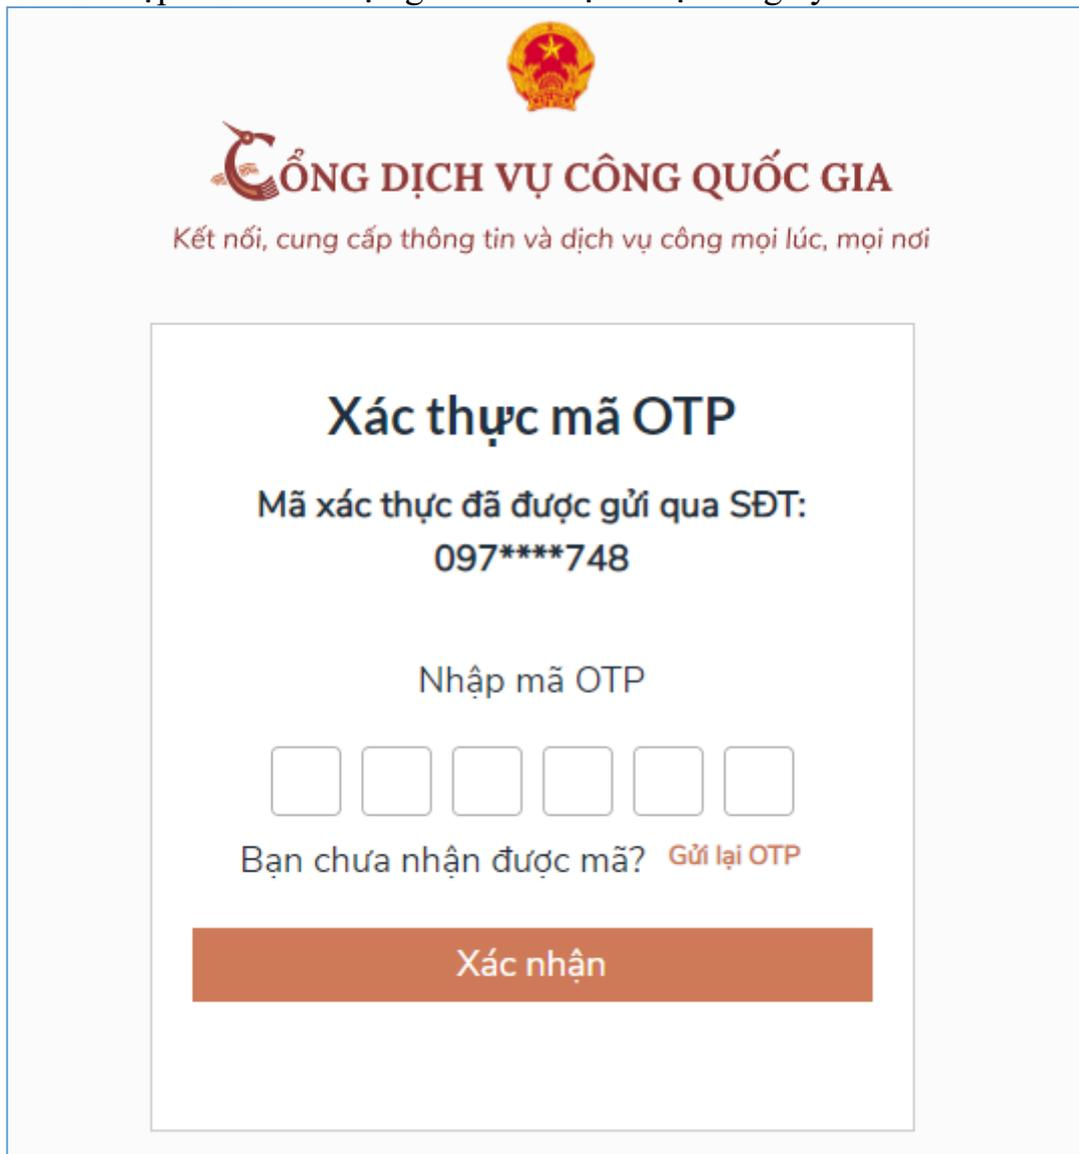 CỔNG DỊCH VỤ CÔNG QUỐC GIA
Kết nối, cung cấp thông tin và dịch vụ công mọi lúc, mọi nơi
Xác thực mã OTP
Mã xác thực đã được gửi qua SĐT:
097****748
Nhập mã OTP
Bạn chưa nhận được mã? Gửi lại OTP
Xác nhận